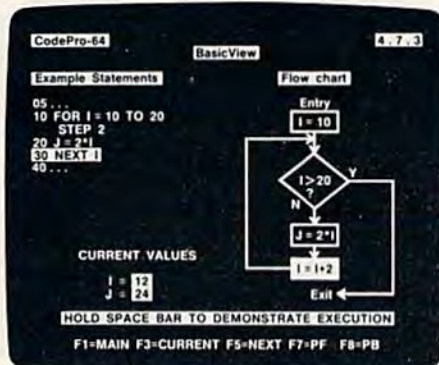 CodePro-64
4.7.3
BasicView
Example Statements
05...
10 FOR I = 10 TO 20
STEP 2
20 J = 2*I
30 NEXT I
40...
CURRENT VALUES
I = 12
J = 24
Flow chart
Entry
I = 10
I > 20
?
Y
N
J = 2*I
I = I+2
Exit
HOLD SPACE BAR TO DEMONSTRATE EXECUTION
F1=MAIN F3=CURRENT F5=NEXT F7=PF F8=PB